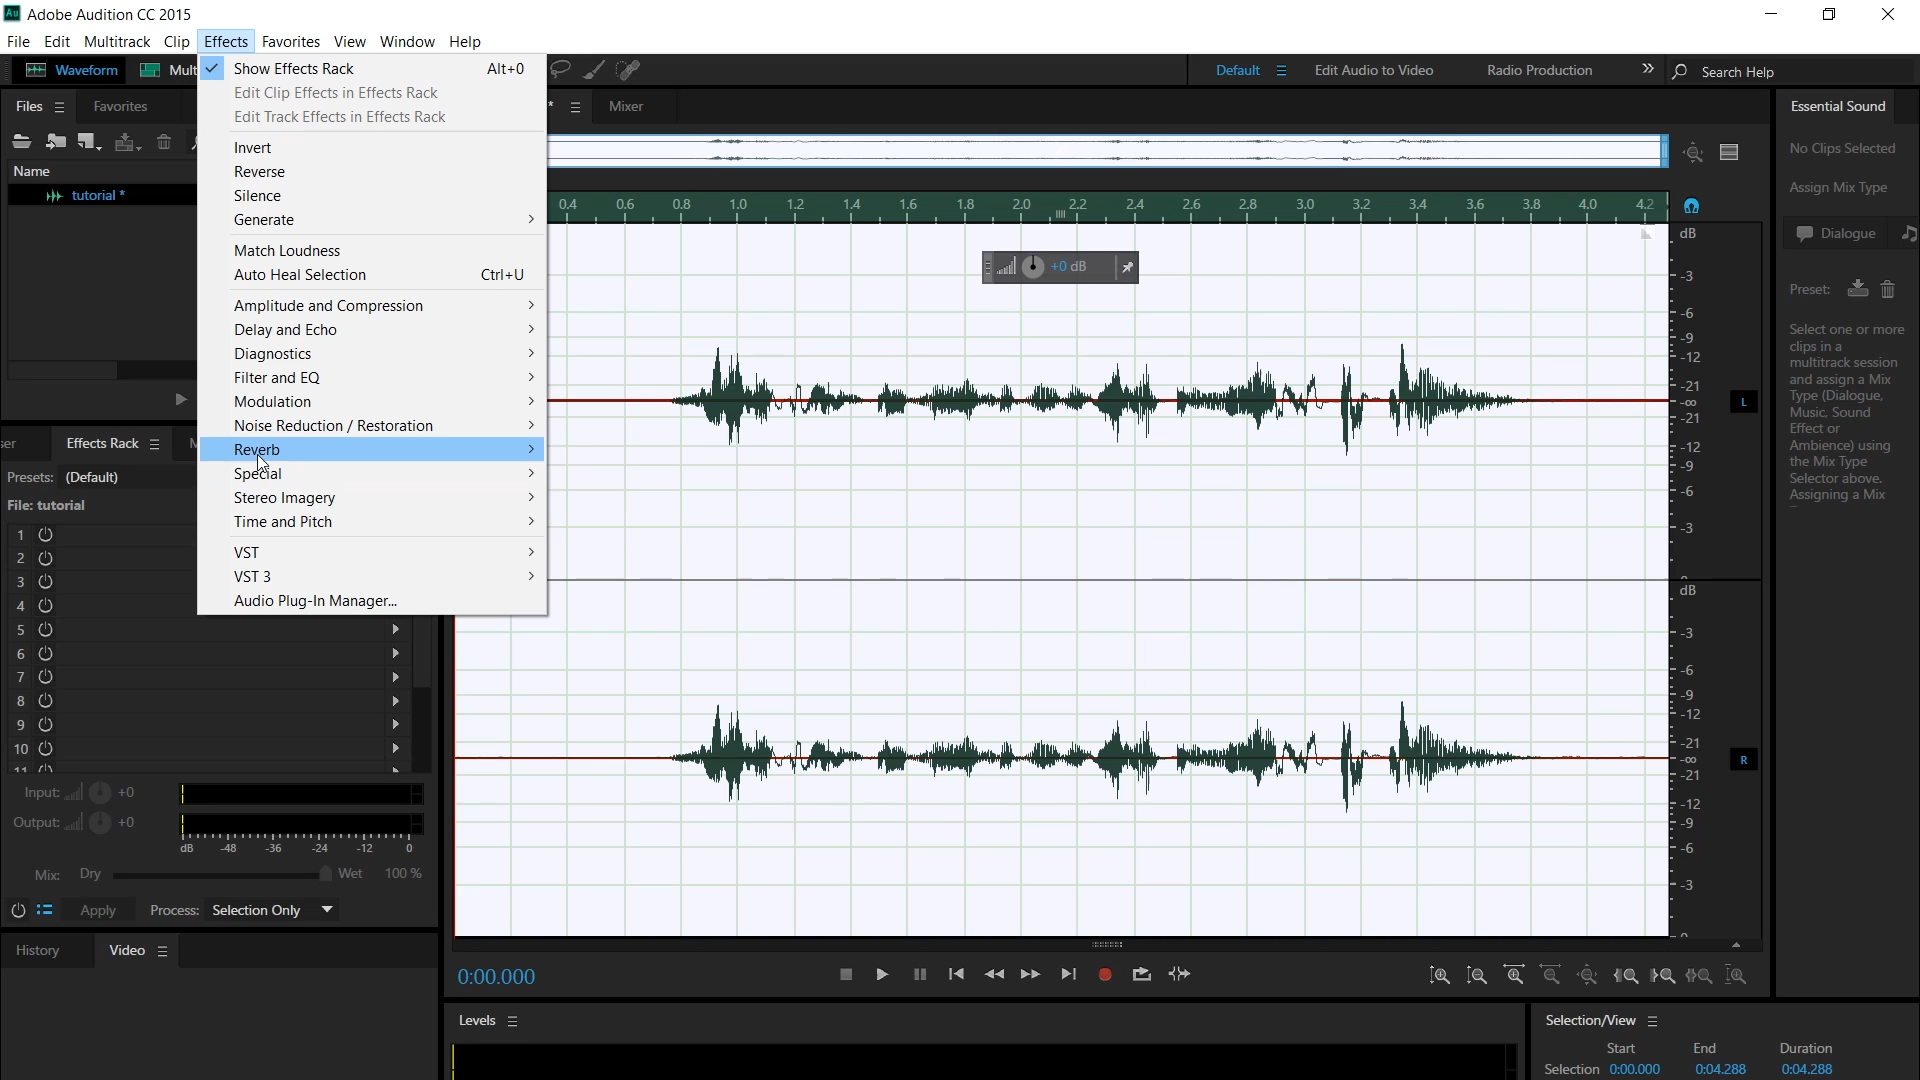 Adobe Audition CC 2015
File Edit Multitrack Clip Effects Favorites View Window Help
Waveform Mult Default Edit Audio to Video Radio Production » Search Help
Show Effects Rack Alt+0
Edit Clip Effects in Effects Rack
Edit Track Effects in Effects Rack
Invert
Reverse
Silence
Generate
Match Loudness
Auto Heal Selection Ctrl+U
Amplitude and Compression
Delay and Echo
Diagnostics
Filter and EQ
Modulation
Noise Reduction / Restoration
Reverb
Special
Stereo Imagery
Time and Pitch
VST
VST 3
Audio Plug-In Manager...
Files Favorites
Name
tutorial *
ser Effects Rack M
Presets: (Default)
File: tutorial
1
2
3
4
5
6
7
8
9
10
11
Input: +0
Output: +0
dB -48 -36 -24 -12 0
Mix: Dry Wet 100 %
Apply Process: Selection Only
History Video
* Mixer
0.4 0.6 0.8 1.0 1.2 1.4 1.6 1.8 2.0 2.2 2.4 2.6 2.8 3.0 3.2 3.4 3.6 3.8 4.0 4.2
+0 dB
dB
-3
-6
-9
-12
-21
-∞
-21
-12
-9
-6
-3
L
dB
-3
-6
-9
-12
-21
-∞
-21
-12
-9
-6
-3
R
0:00.000
Levels
Essential Sound
No Clips Selected
Assign Mix Type
Dialogue
Preset:
Select one or more
clips in a
multitrack session
and assign a Mix
Type (Dialogue,
Music, Sound
Effect or
Ambience) using
the Mix Type
Selector above.
Assigning a Mix
Selection/View
Start End Duration
Selection 0:00.000 0:04.288 0:04.288